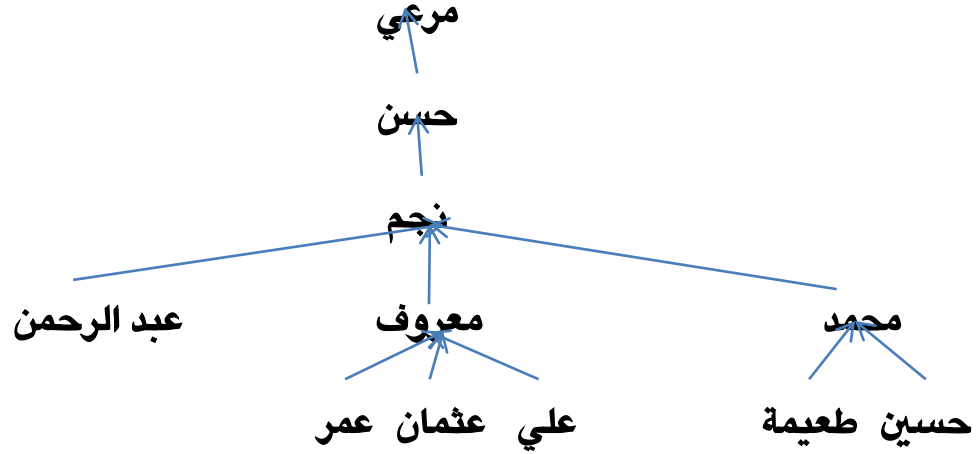 مرعي
حسن
نجم
محمد معروف عبد الرحمن
حسين طعيمة علي عثمان عمر